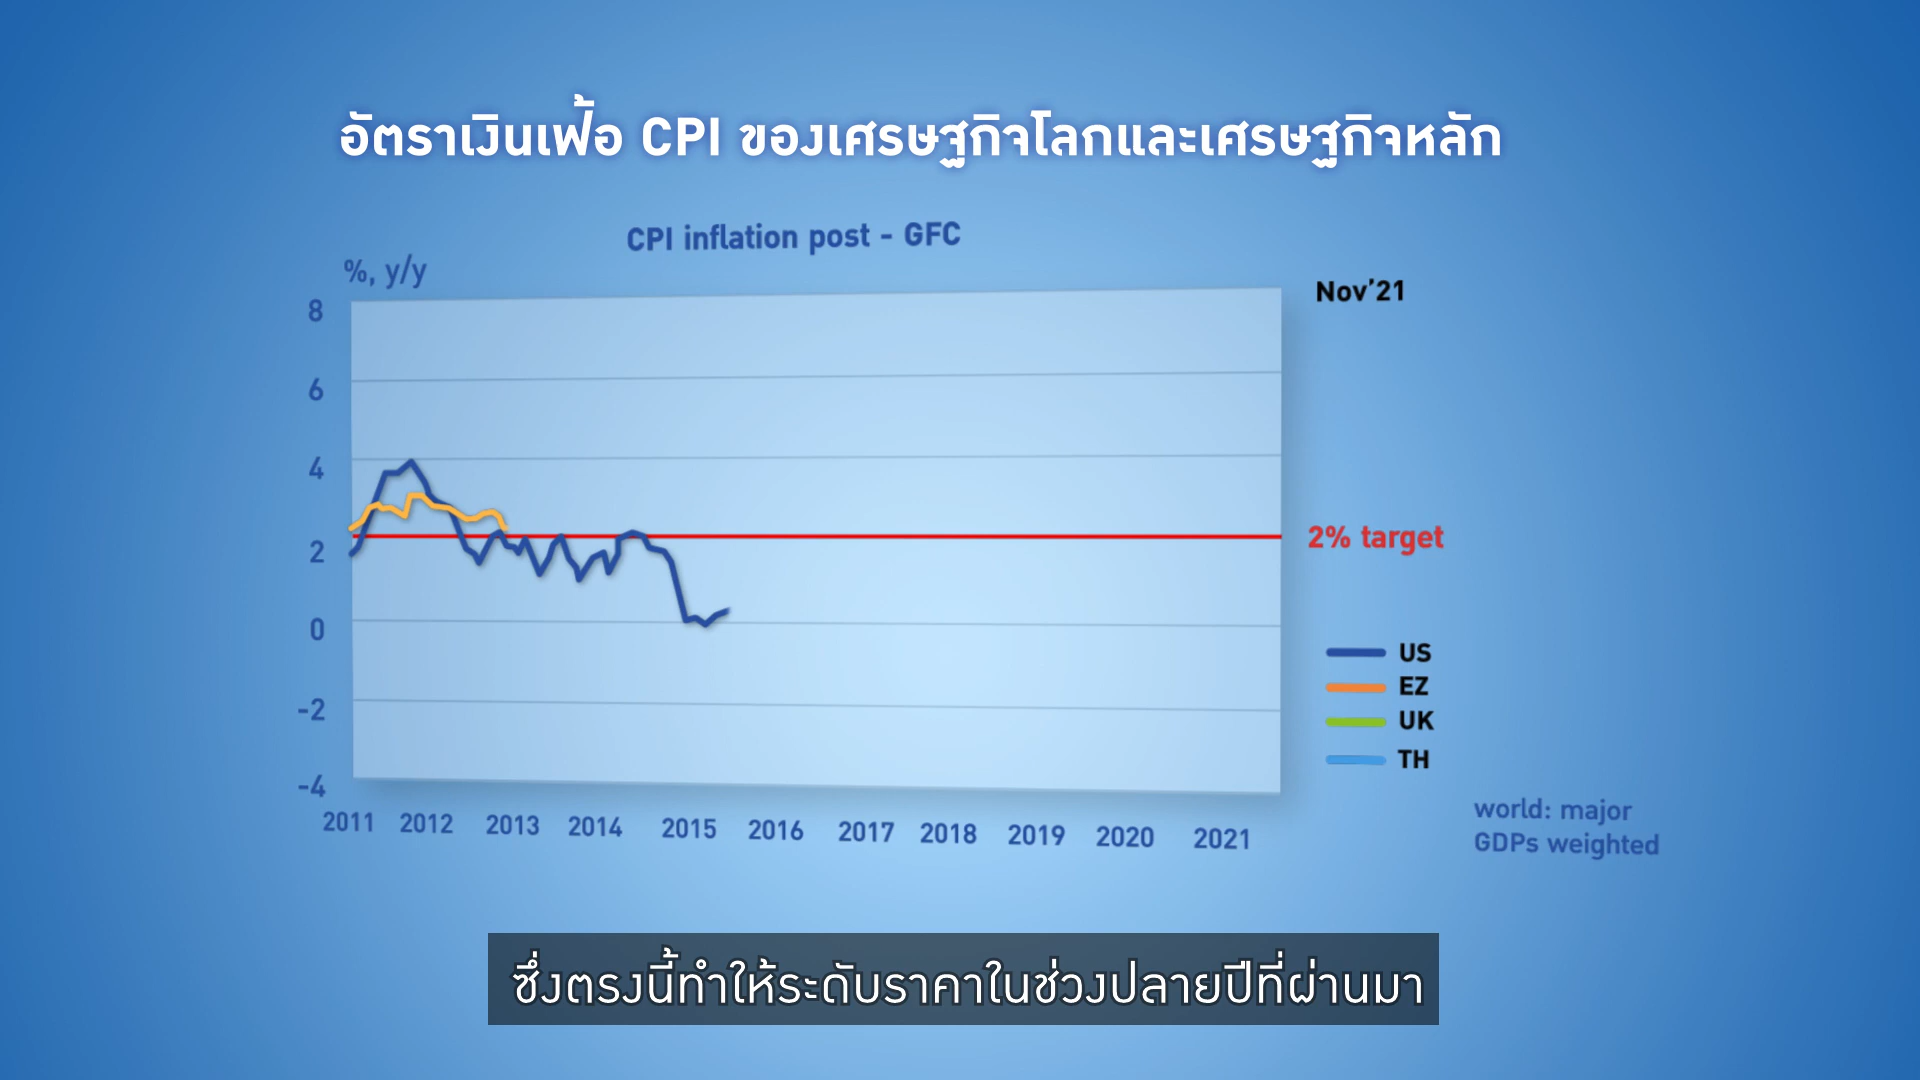 อัตราเงินเฟ้อ CPI ของเศรษฐกิจโลกและเศรษฐกิจหลัก
CPI inflation post - GFC
%, y/y
Nov'21
8
6
4
2
0
-2
-4
2% target
US
EZ
UK
TH
2011 2012 2013 2014 2015 2016 2017 2018 2019 2020 2021
world: major
GDPs weighted
ซึ่งตรงนี้ทำให้ระดับราคาในช่วงปลายปีที่ผ่านมา